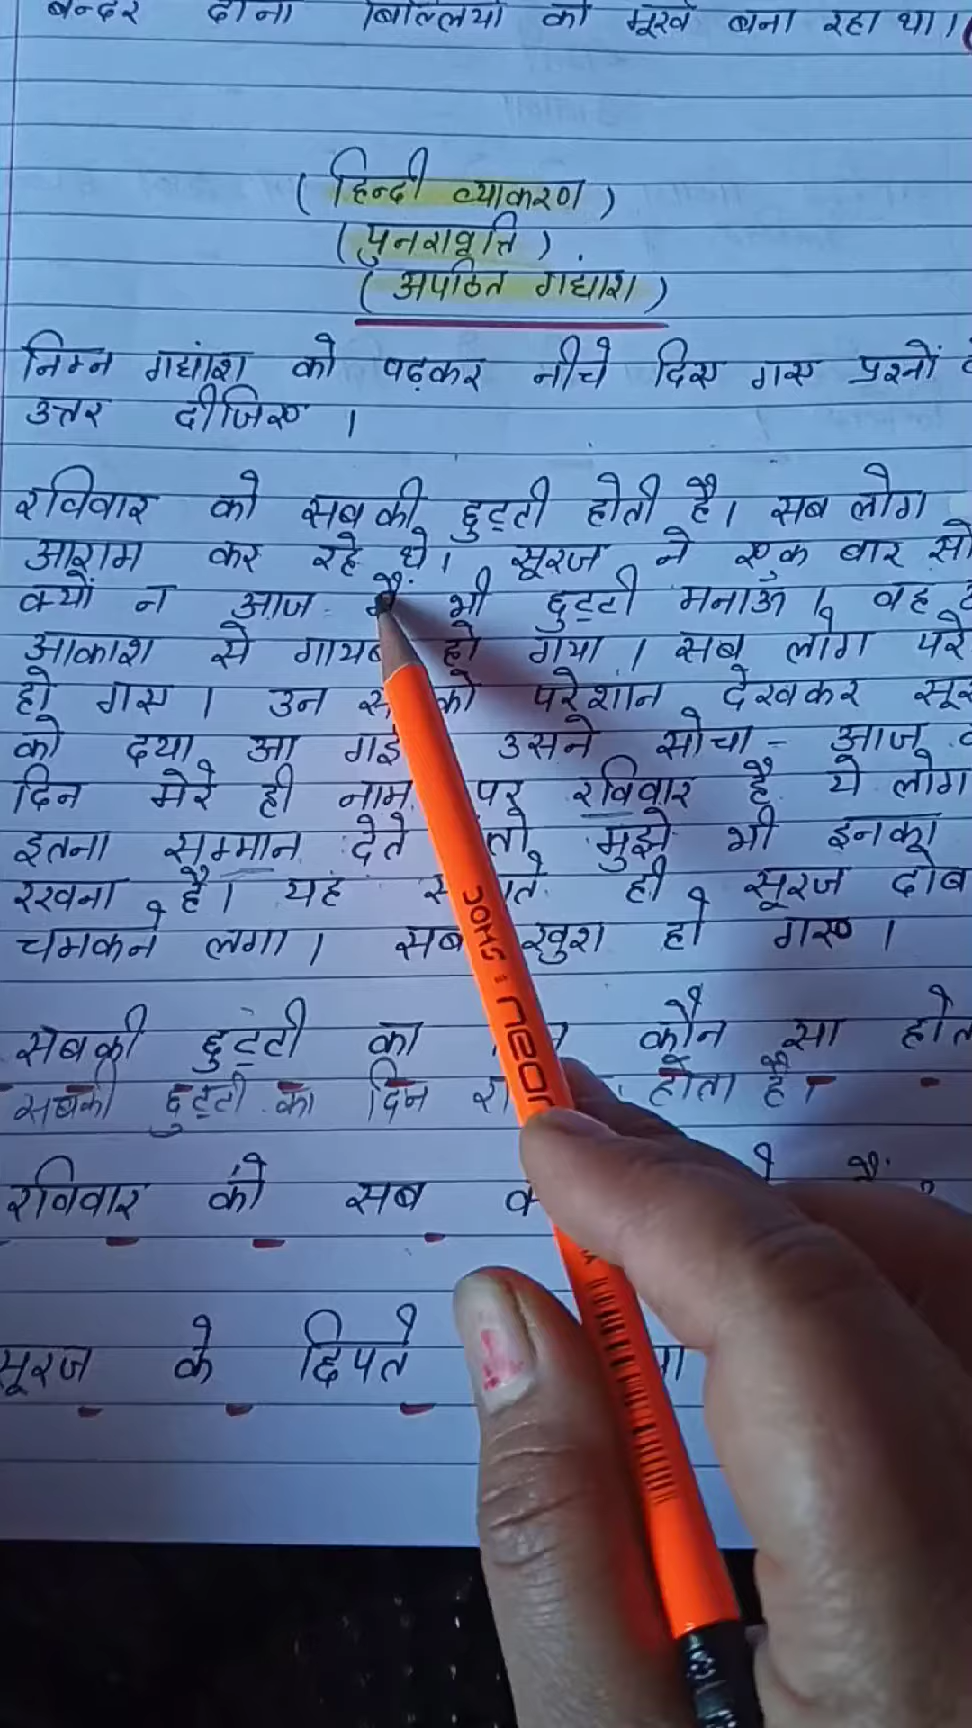 बन्दर दोनो बिल्लियो को मूर्ख बना रहा था।
( हिन्दी व्याकरण )
( पुनरावृत्ति )
( अपठित गंद्याश )
निम्न गद्यांश को पढ़कर नीचे दिए गए प्रश्नों
उत्तर दीजिए ।
रविवार को सबकी छुट्टी होती है। सब लोग
आराम कर रहे थे। सूरज ने एक बार
क्यों न आज मैं भी छुट्टी मनाऊँ । वह
आकाश से गायब हो गया । सब लोग
हो गए । उन को परेशान देखकर
को दया आ गई उसने सोचा - आज
दिन मेरे ही नाम पर रविवार है ये लोग
इतना सम्मान देते तो मुझे भी इनका
रखना है। यह ही सूरज
चमकने लगा । सब खुश हो गए ।
सबकी छुट्टी का कौन सा
सबकी छुट्टी का दिन होता है।
रविवार को सब हैं
सूरज के छिपते
DOMS : neon